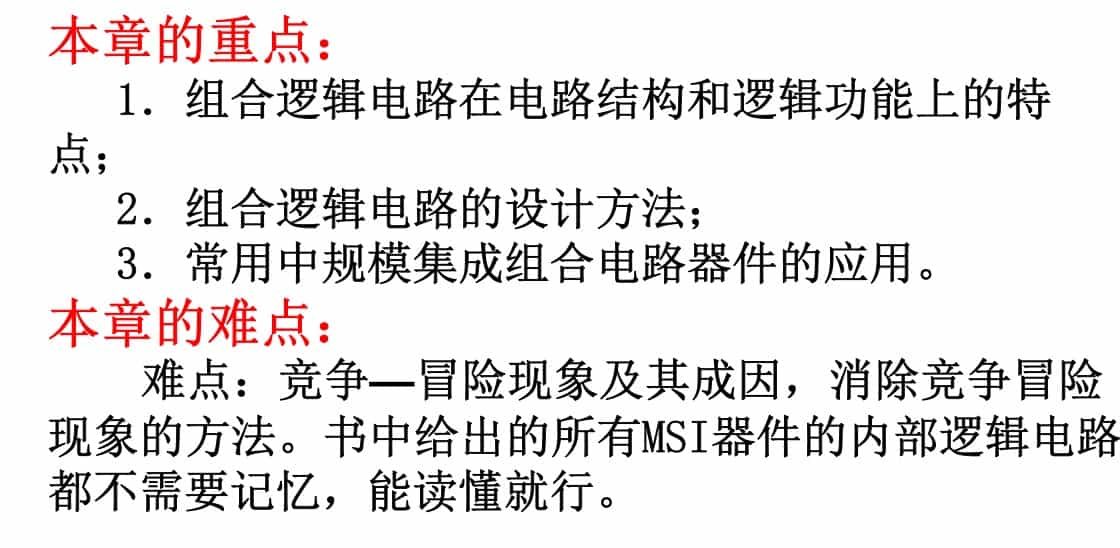 本章的重点：
1．组合逻辑电路在电路结构和逻辑功能上的特
点；
2．组合逻辑电路的设计方法；
3．常用中规模集成组合电路器件的应用。
本章的难点：
难点：竞争—冒险现象及其成因，消除竞争冒险
现象的方法。书中给出的所有MSI器件的内部逻辑电路
都不需要记忆，能读懂就行。